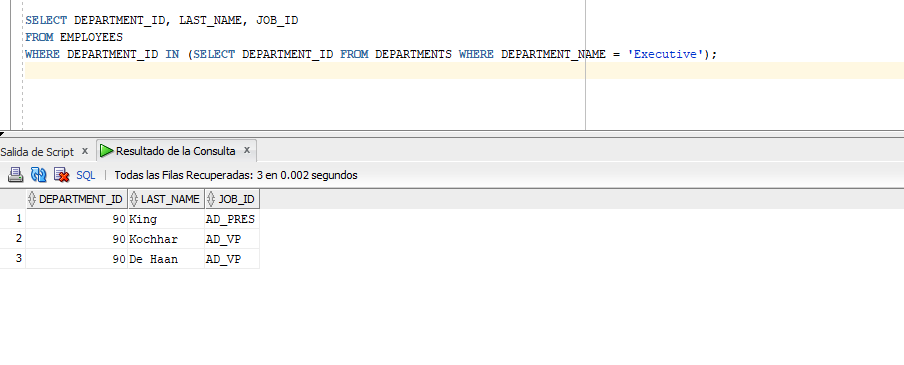 SELECT DEPARTMENT_ID, LAST_NAME, JOB_ID
FROM EMPLOYEES
WHERE DEPARTMENT_ID IN (SELECT DEPARTMENT_ID FROM DEPARTMENTS WHERE DEPARTMENT_NAME = 'Executive');
Salida de Script x Resultado de la Consulta x
SQL | Todas las Filas Recuperadas: 3 en 0.002 segundos
DEPARTMENT_ID LAST_NAME JOB_ID
1 90 King AD_PRES
2 90 Kochhar AD_VP
3 90 De Haan AD_VP